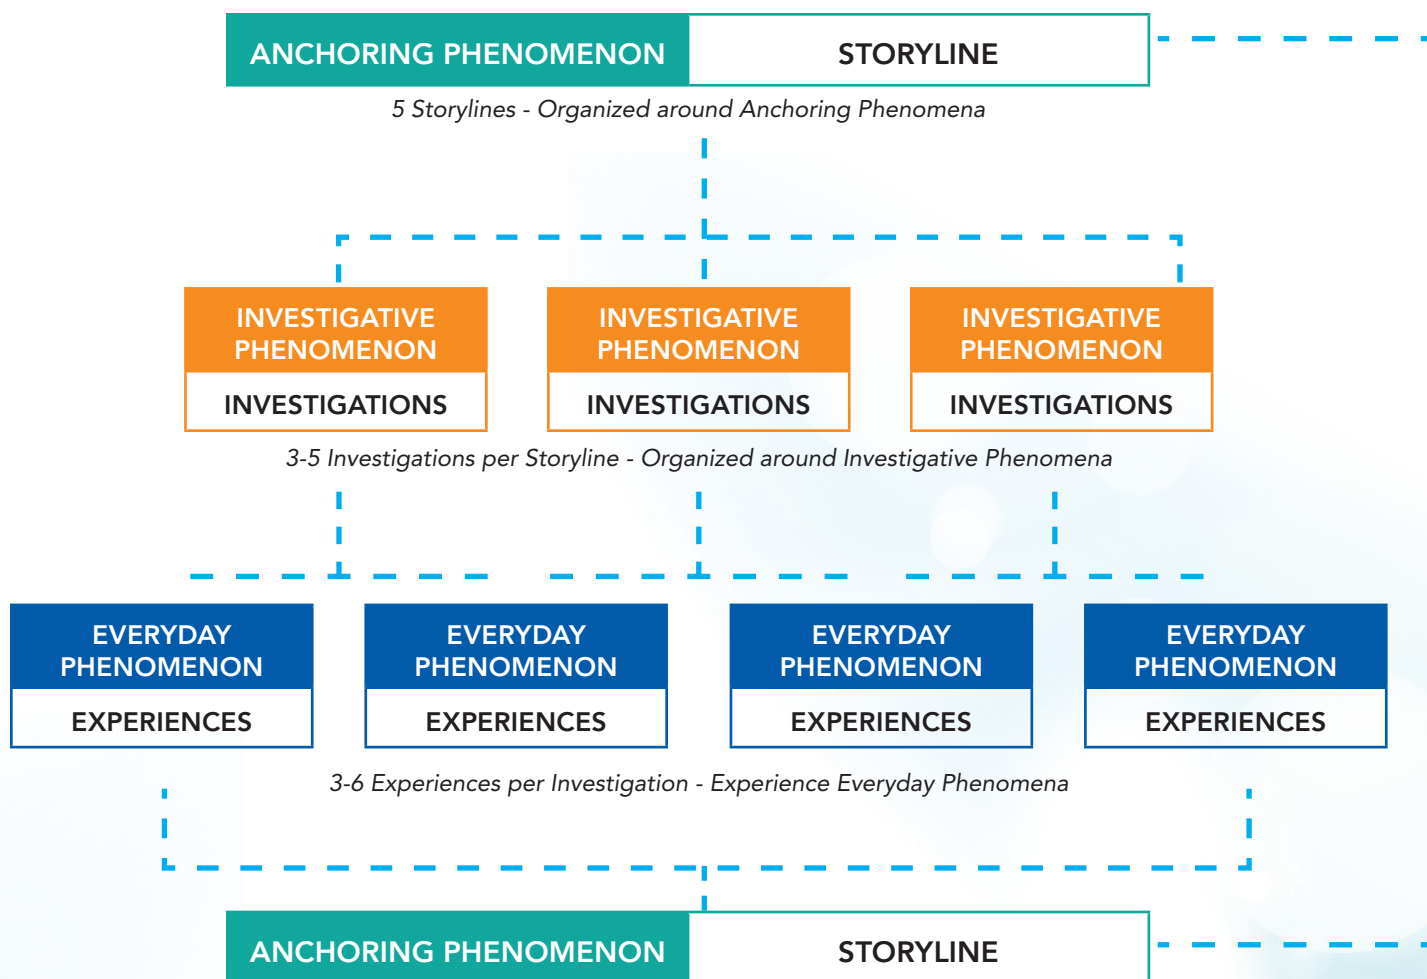 ANCHORING PHENOMENON STORYLINE
5 Storylines - Organized around Anchoring Phenomena
INVESTIGATIVE
PHENOMENON
INVESTIGATIONS
INVESTIGATIVE
PHENOMENON
INVESTIGATIONS
INVESTIGATIVE
PHENOMENON
INVESTIGATIONS
3-5 Investigations per Storyline - Organized around Investigative Phenomena
EVERYDAY
PHENOMENON
EXPERIENCES
EVERYDAY
PHENOMENON
EXPERIENCES
EVERYDAY
PHENOMENON
EXPERIENCES
EVERYDAY
PHENOMENON
EXPERIENCES
3-6 Experiences per Investigation - Experience Everyday Phenomena
ANCHORING PHENOMENON STORYLINE